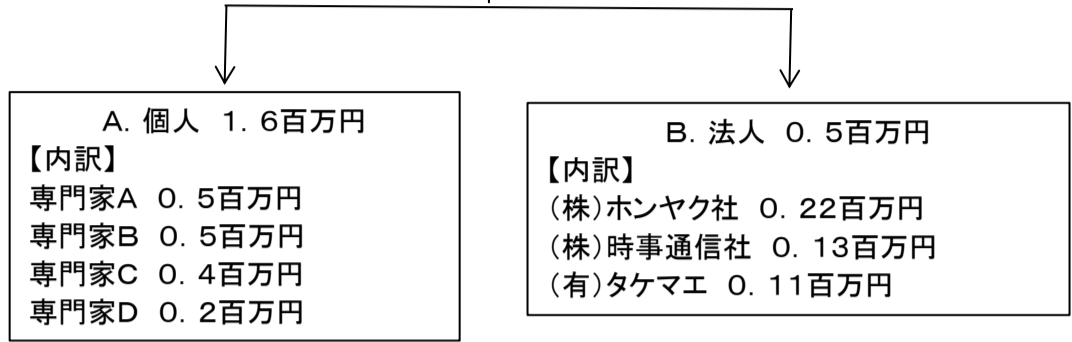 A．個人　1．6百万円
【内訳】
専門家A　0．5百万円
専門家B　0．5百万円
専門家C　0．4百万円
専門家D　0．2百万円
B．法人　0．5百万円
【内訳】
（株）ホンヤク社　0．22百万円
（株）時事通信社　0．13百万円
（有）タケマエ　0．11百万円